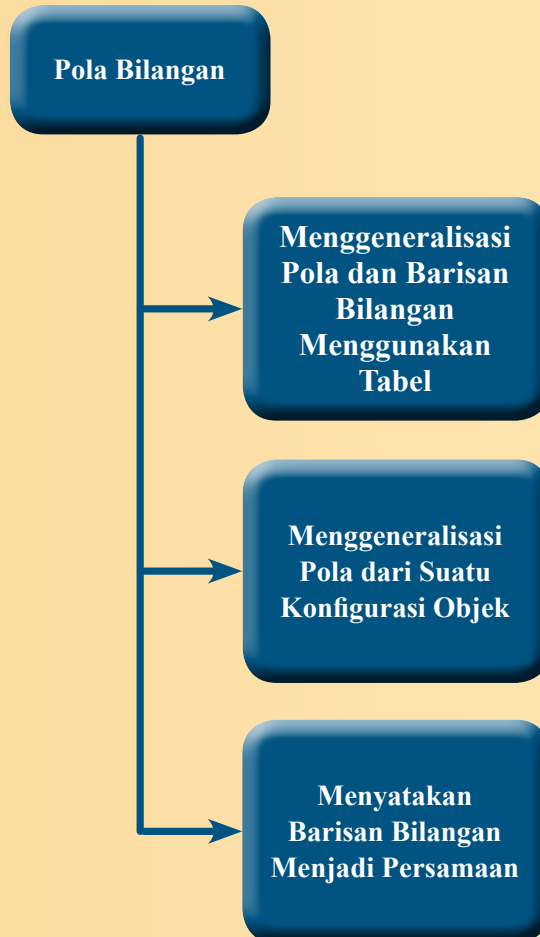 Pola Bilangan
Menggeneralisasi
Pola dan Barisan
Bilangan
Menggunakan
Tabel
Menggeneralisasi
Pola dari Suatu
Konfigurasi Objek
Menyatakan
Barisan Bilangan
Menjadi Persamaan